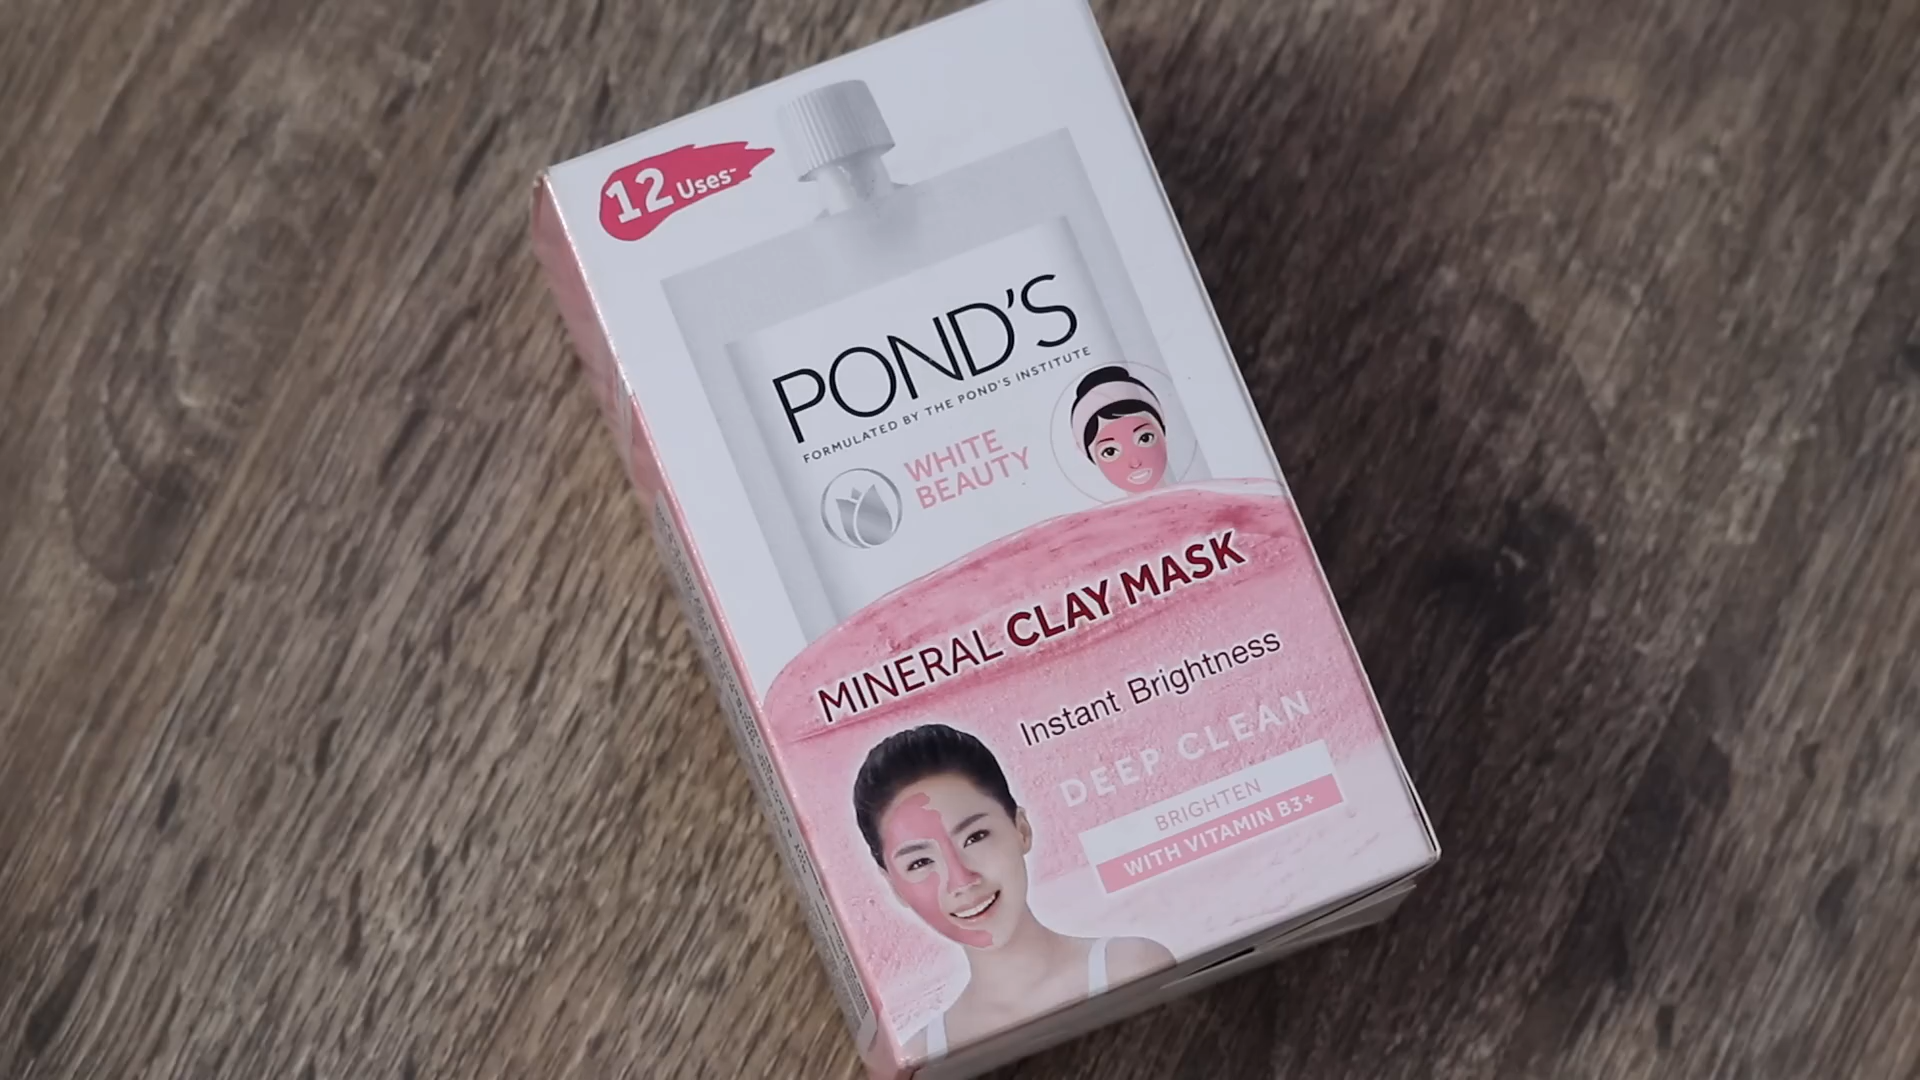 12 Uses~
POND'S
FORMULATED BY THE POND'S INSTITUTE
WHITE
BEAUTY
MINERAL CLAY MASK
Instant Brightness
DEEP CLEAN
BRIGHTEN
WITH VITAMIN B3+